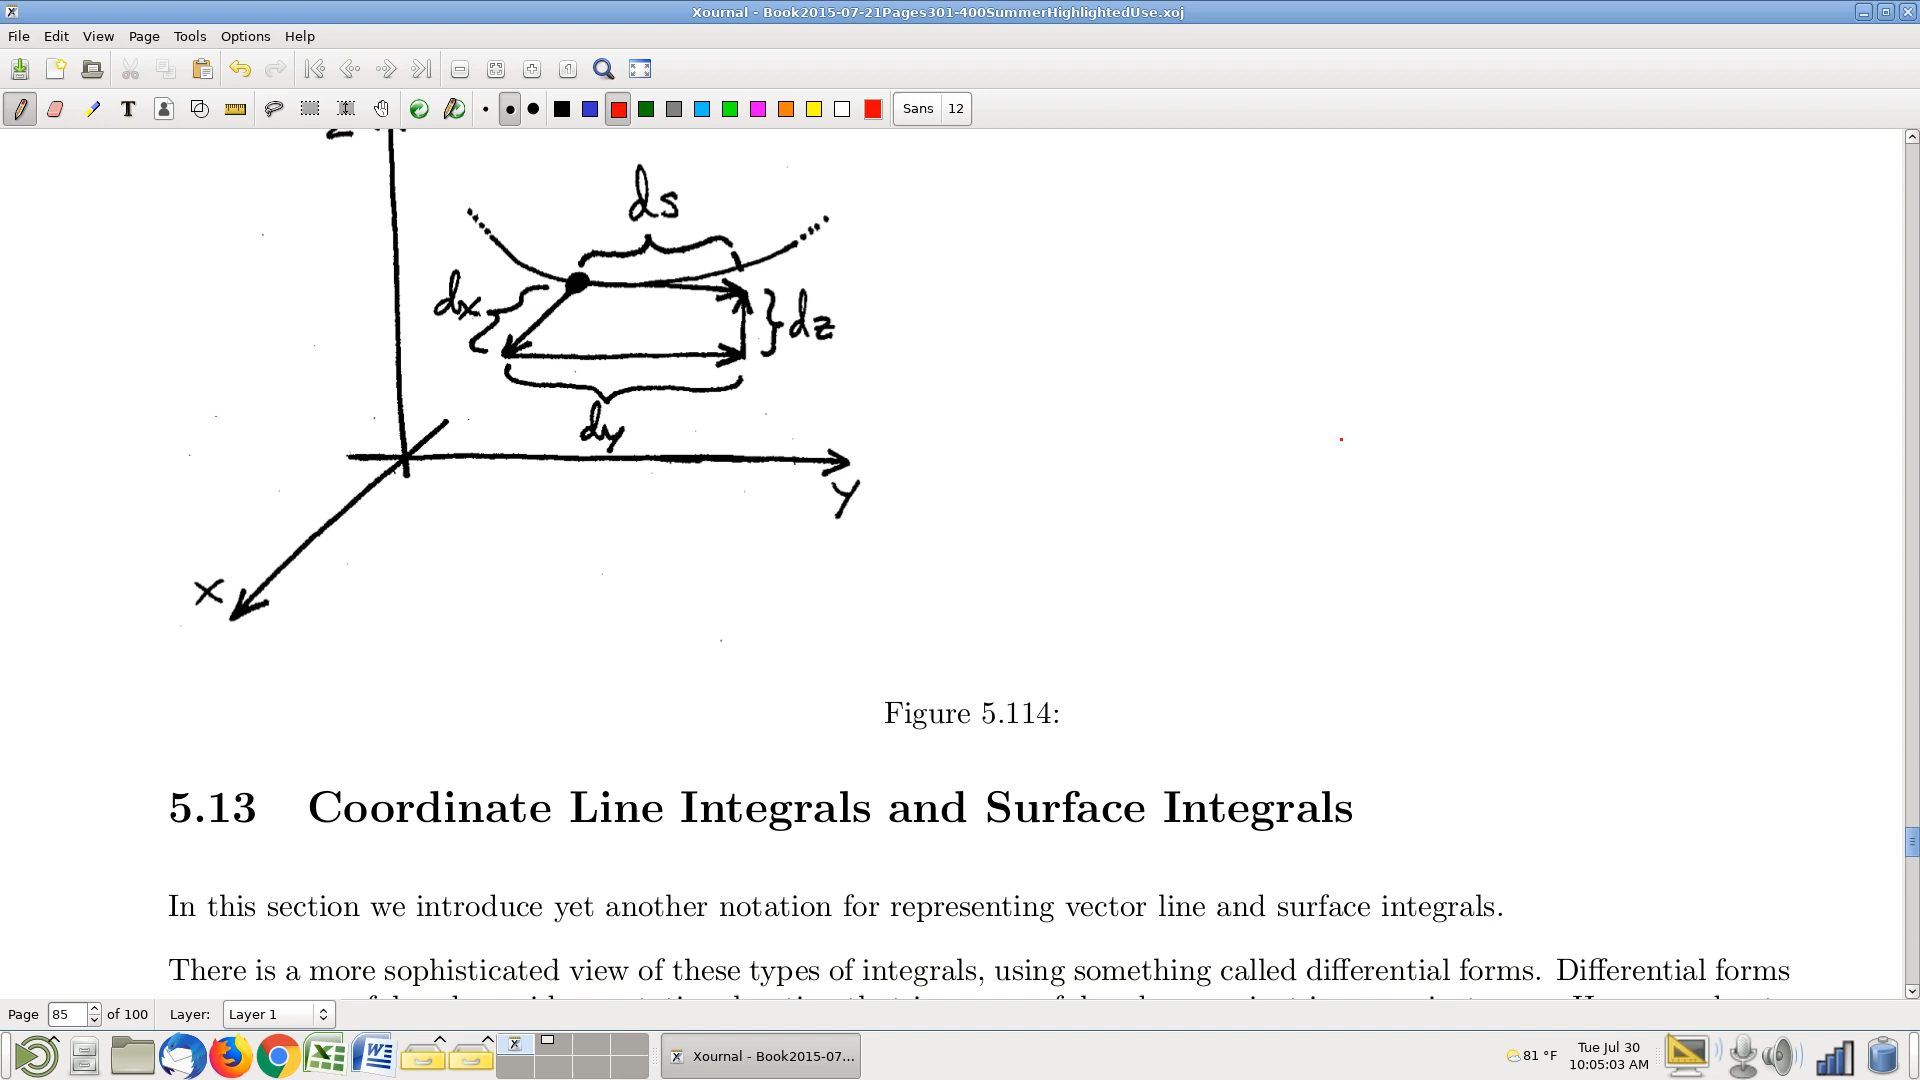 Xournal - Book2015-07-21Pages301-400SummerHighlightedUse.xoj
File Edit View Page Tools Options Help
Sans 12
z
ds
dx
dz
dy
y
x
Figure 5.114:
5.13 Coordinate Line Integrals and Surface Integrals
In this section we introduce yet another notation for representing vector line and surface integrals.
There is a more sophisticated view of these types of integrals, using something called differential forms. Differential forms
Page 85 of 100 Layer: Layer 1
Xournal - Book2015-07...
81 °F
Tue Jul 30
10:05:03 AM